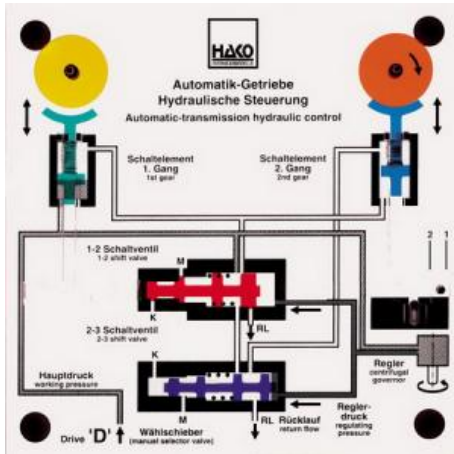 HAKO
Automatik-Getriebe
Hydraulische Steuerung
Automatic-transmission hydraulic control
Schaltelement
1. Gang
1st gear
Schaltelement
2. Gang
2nd gear
1-2 Schaltventil
1-2 shift valve
M
K
RL
2-3 Schaltventil
2-3 shift valve
K
M
RL
2 1
Hauptdruck
working pressure
Drive 'D'
Wählschieber
(manual selector valve)
Rücklauf
return flow
Regler-
druck
regulating
pressure
Regler
centrifugal
governor